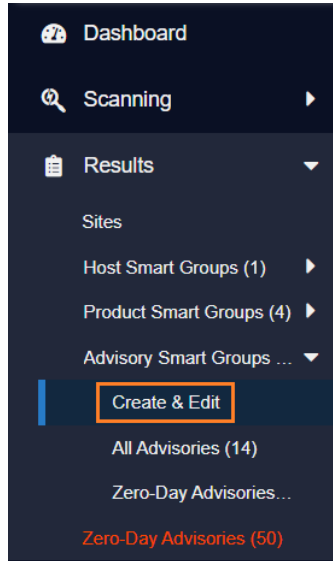 Dashboard
Scanning
Results
Sites
Host Smart Groups (1)
Product Smart Groups (4)
Advisory Smart Groups ...
Create & Edit
All Advisories (14)
Zero-Day Advisories...
Zero-Day Advisories (50)